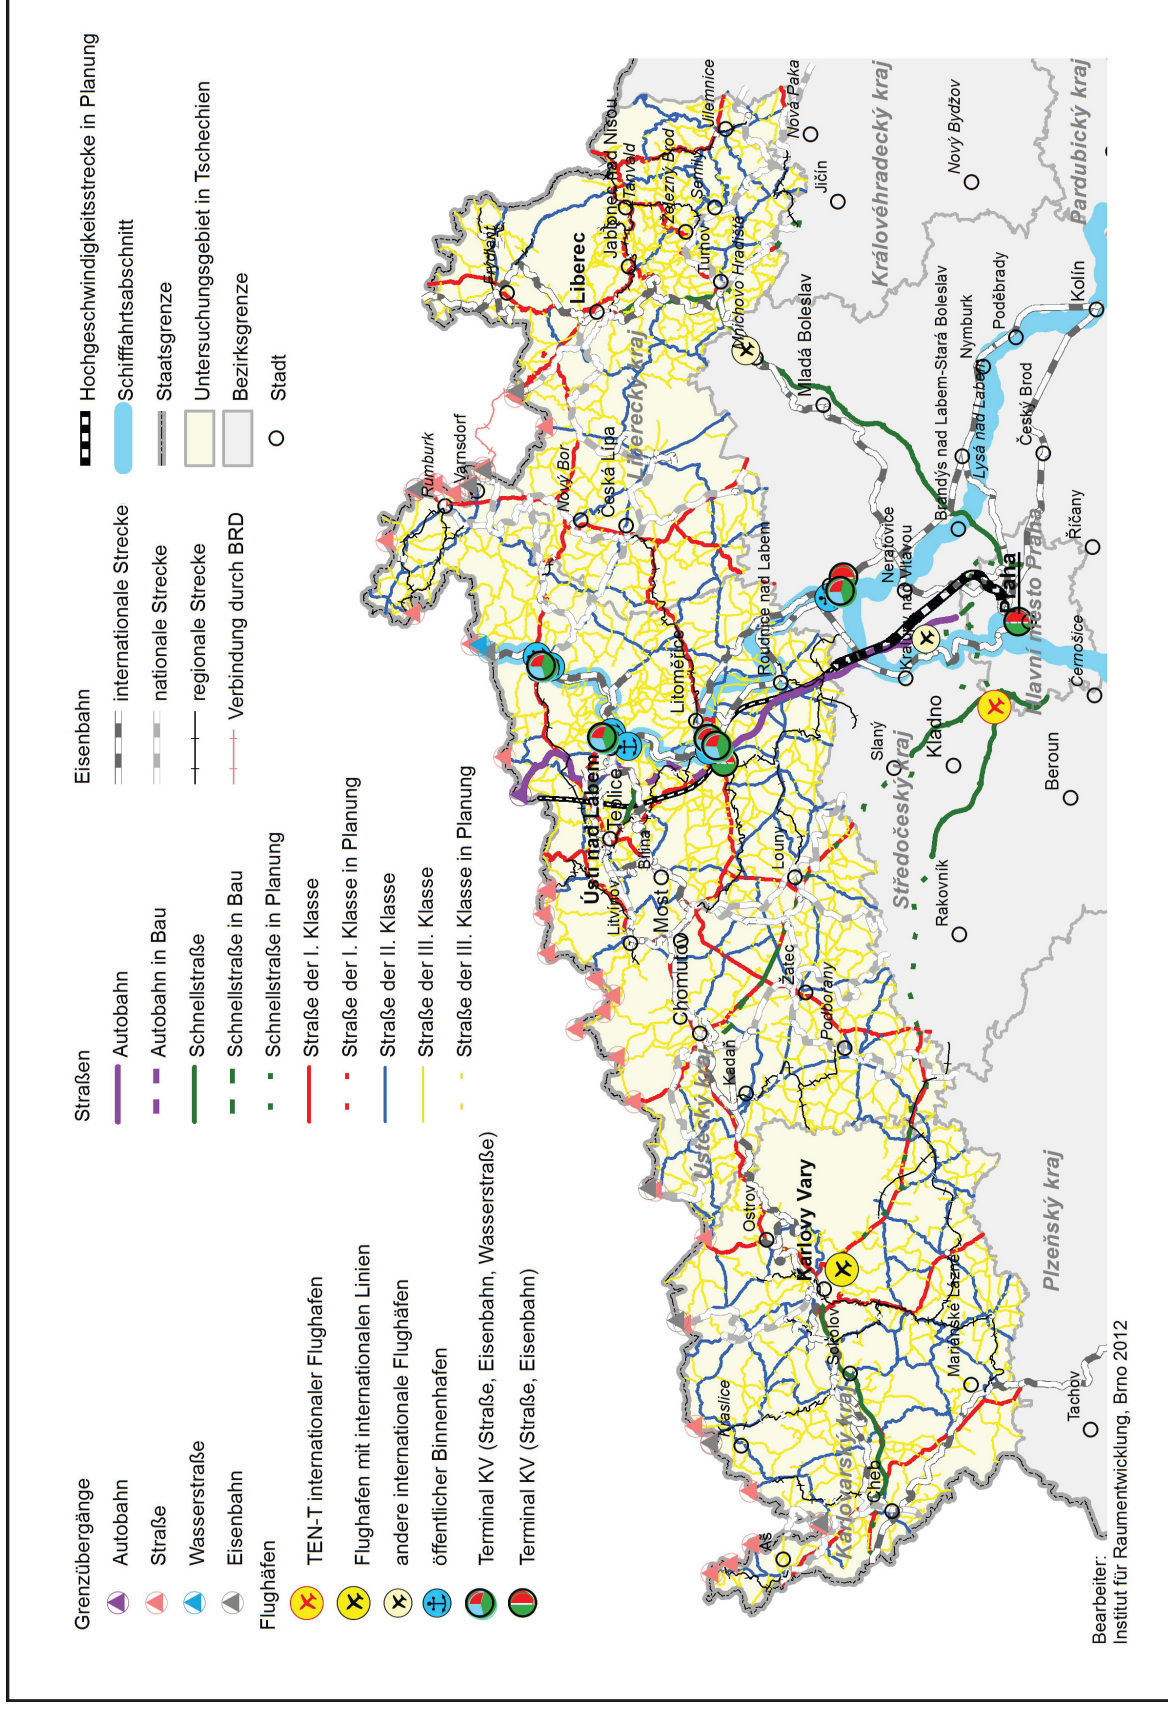 Grenzübergänge
Autobahn
Straße
Wasserstraße
Eisenbahn
Flughäfen
TEN-T internationaler Flughafen
Flughafen mit internationalen Linien
andere internationale Flughäfen
öffentlicher Binnenhafen
Terminal KV (Straße, Eisenbahn, Wasserstraße)
Terminal KV (Straße, Eisenbahn)
Straßen
Autobahn
Autobahn in Bau
Schnellstraße
Schnellstraße in Bau
Schnellstraße in Planung
Straße der I. Klasse
Straße der I. Klasse in Planung
Straße der II. Klasse
Straße der III. Klasse
Straße der III. Klasse in Planung
Eisenbahn
internationale Strecke
nationale Strecke
regionale Strecke
Verbindung durch BRD
Hochgeschwindigkeitsstrecke in Planung
Schifffahrtsabschnitt
Staatsgrenze
Untersuchungsgebiet in Tschechien
Bezirksgrenze
Stadt
Rumburk
Varnsdorf
Frýdlant
Liberec
Jablonec nad Nisou
Tanvald
Železný Brod
Semily
Jilemnice
Turnov
Mnichovo Hradiště
Nová Paka
Jičín
Nový Bydžov
Královéhradecký kraj
Pardubický kraj
Liberecký kraj
Nový Bor
Česká Lípa
Mladá Boleslav
Brandýs nad Labem-Stará Boleslav
Nymburk
Lysá nad Labem
Poděbrady
Kolín
Český Brod
Říčany
Praha
Hlavní město Praha
Neratovice
Kralupy nad Vltavou
Roudnice nad Labem
Litoměřice
Ústí nad Labem
Teplice
Bílina
Litvínov
Most
Chomutov
Louny
Žatec
Podbořany
Kadaň
Ústecký kraj
Slaný
Kladno
Středočeský kraj
Rakovník
Beroun
Černošice
Ostrov
Karlovy Vary
Sokolov
Mariánské Lázně
Kraslice
Karlovarský kraj
Cheb
Aš
Tachov
Plzeňský kraj
Bearbeiter:
Institut für Raumentwicklung, Brno 2012